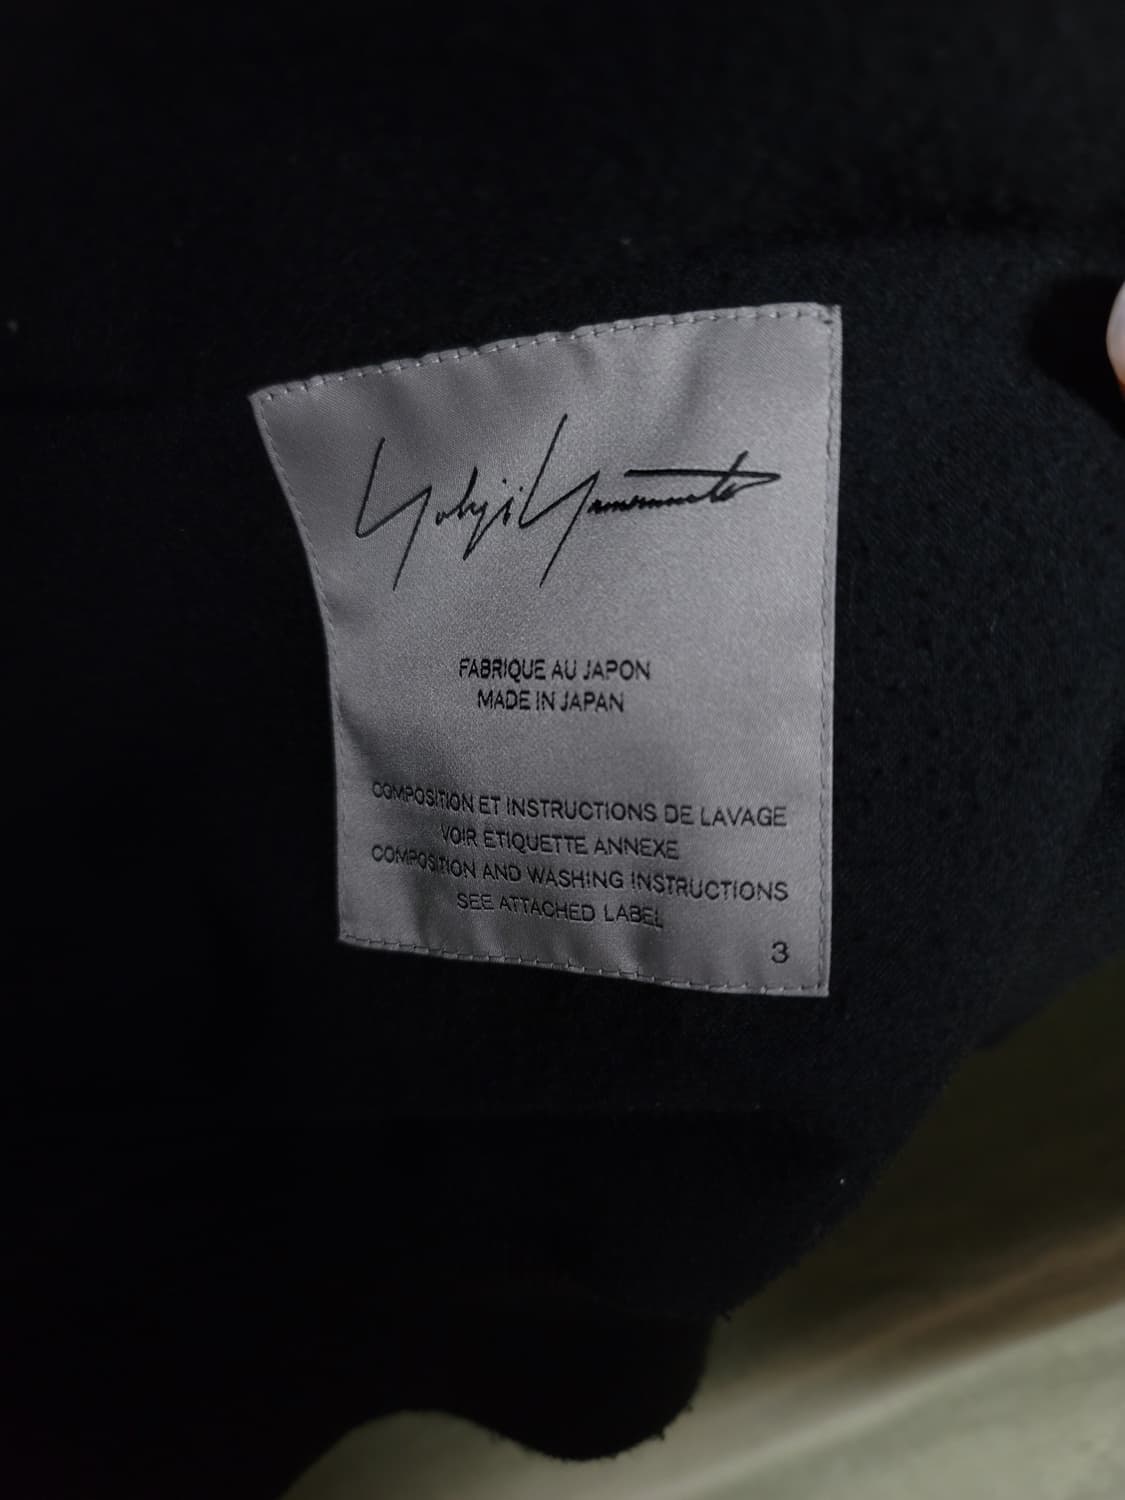 Yohji Yamamoto
FABRIQUE AU JAPON
MADE IN JAPAN
COMPOSITION ET INSTRUCTIONS DE LAVAGE
VOIR ETIQUETTE ANNEXE
COMPOSITION AND WASHING INSTRUCTIONS
SEE ATTACHED LABEL
3